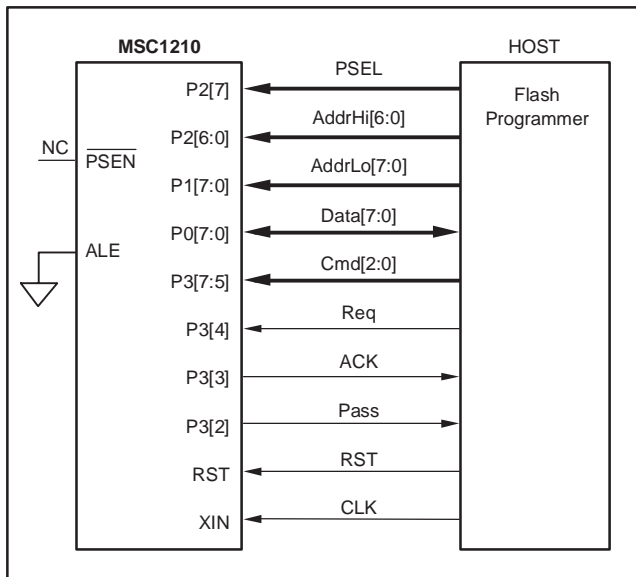 MSC1210
HOST
PSEL
P2[7]
Flash
Programmer
AddrHi[6:0]
P2[6:0]
NC
PSEN
AddrLo[7:0]
P1[7:0]
Data[7:0]
P0[7:0]
ALE
Cmd[2:0]
P3[7:5]
Req
P3[4]
ACK
P3[3]
Pass
P3[2]
RST
RST
CLK
XIN